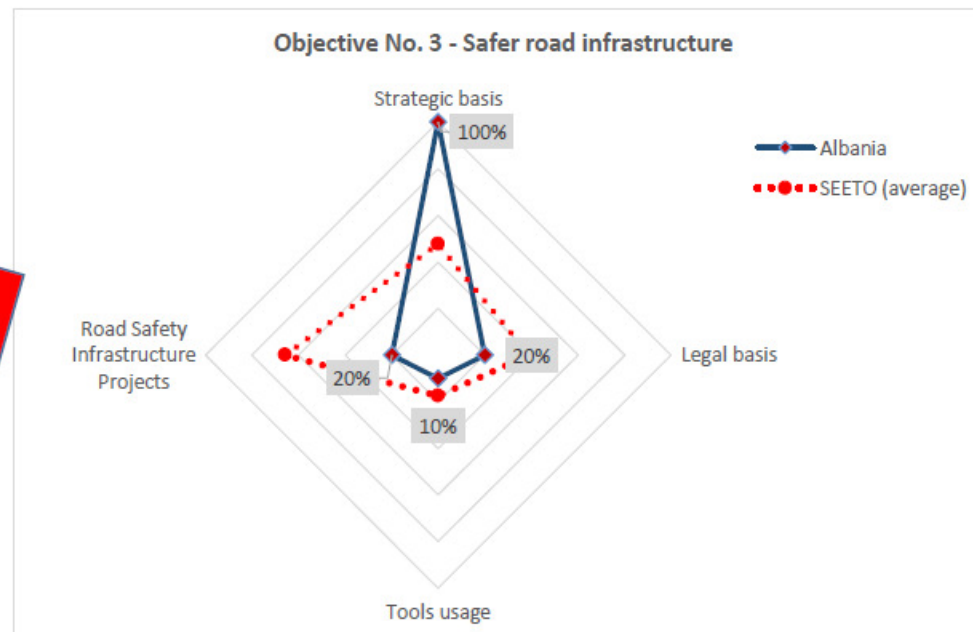 Objective No. 3 - Safer road infrastructure
Strategic basis
100%
Albania
SEETO (average)
Road Safety
Infrastructure
Projects
20%
20%
Legal basis
10%
Tools usage